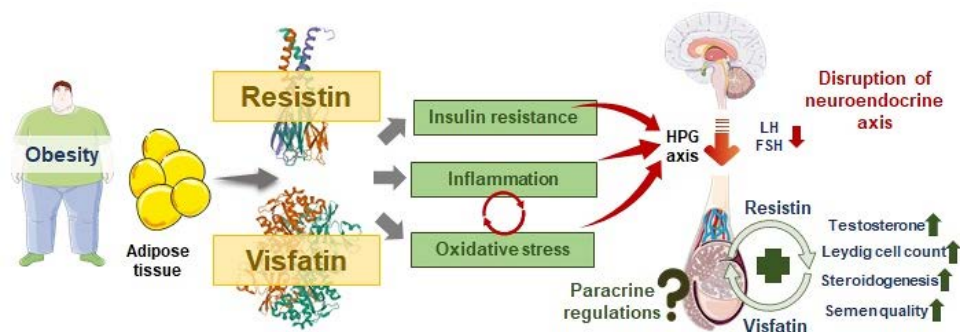 Obesity
Adipose
tissue
Resistin
Visfatin
Insulin resistance
Inflammation
Oxidative stress
HPG
axis
LH
FSH
Disruption of
neuroendocrine
axis
Paracrine
regulations
?
Resistin
Visfatin
Testosterone
Leydig cell count
Steroidogenesis
Semen quality